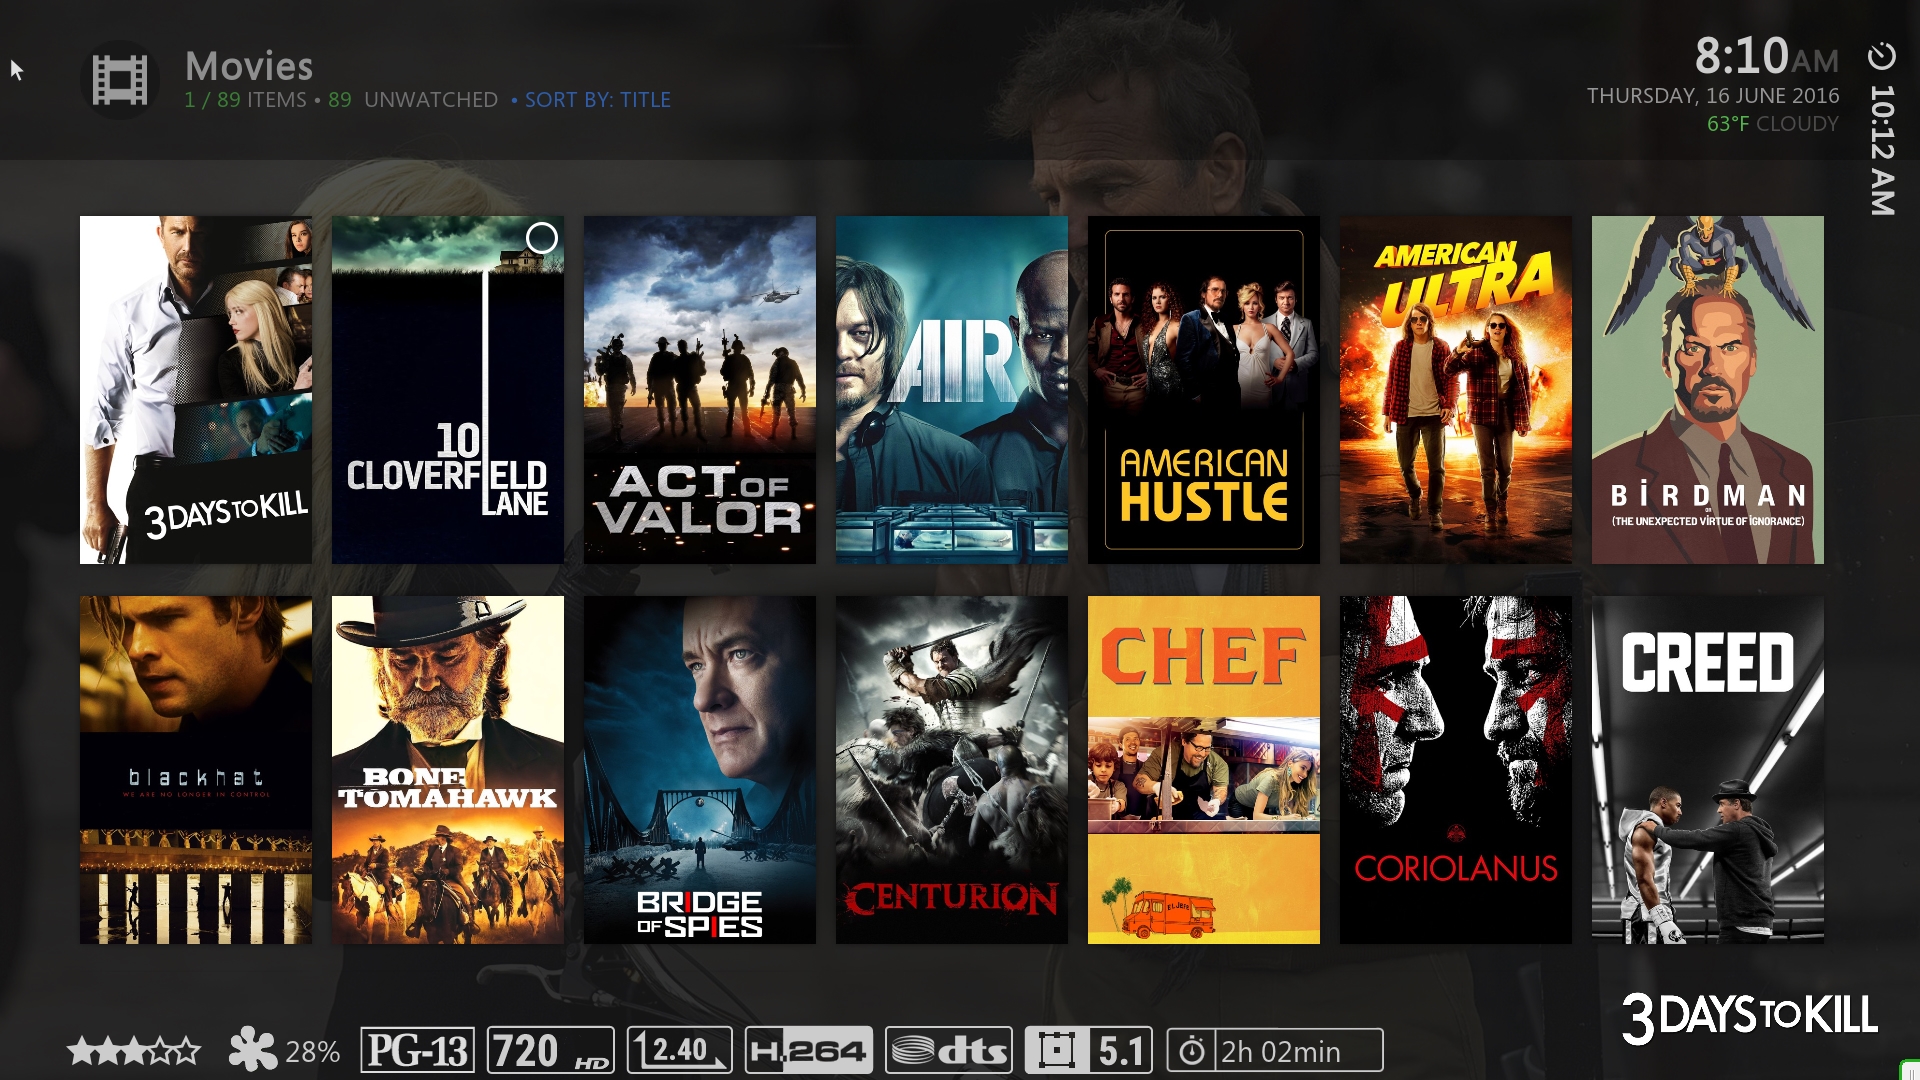 Movies
1 / 89 ITEMS • 89 UNWATCHED • SORT BY: TITLE
8:10AM
THURSDAY, 16 JUNE 2016
63°F CLOUDY
10:12 AM
3 DAYS TO KILL
10
CLOVERFIELD
LANE
ACT OF
VALOR
AIR
AMERICAN
HUSTLE
AMERICAN
ULTRA
BiRDMAN
OR
(THE UNEXPECTED ViRTUE OF iGNORANCE)
blackhat
WE ARE NO LONGER IN CONTROL
BONE
TOMAHAWK
BRIDGE
OF SPIES
CENTURION
CHEF
EL JEFE
CORIOLANUS
CREED
3 DAYS TO KILL
28% PG-13 720 HD 2.40 H.264 dts 5.1 2h 02min